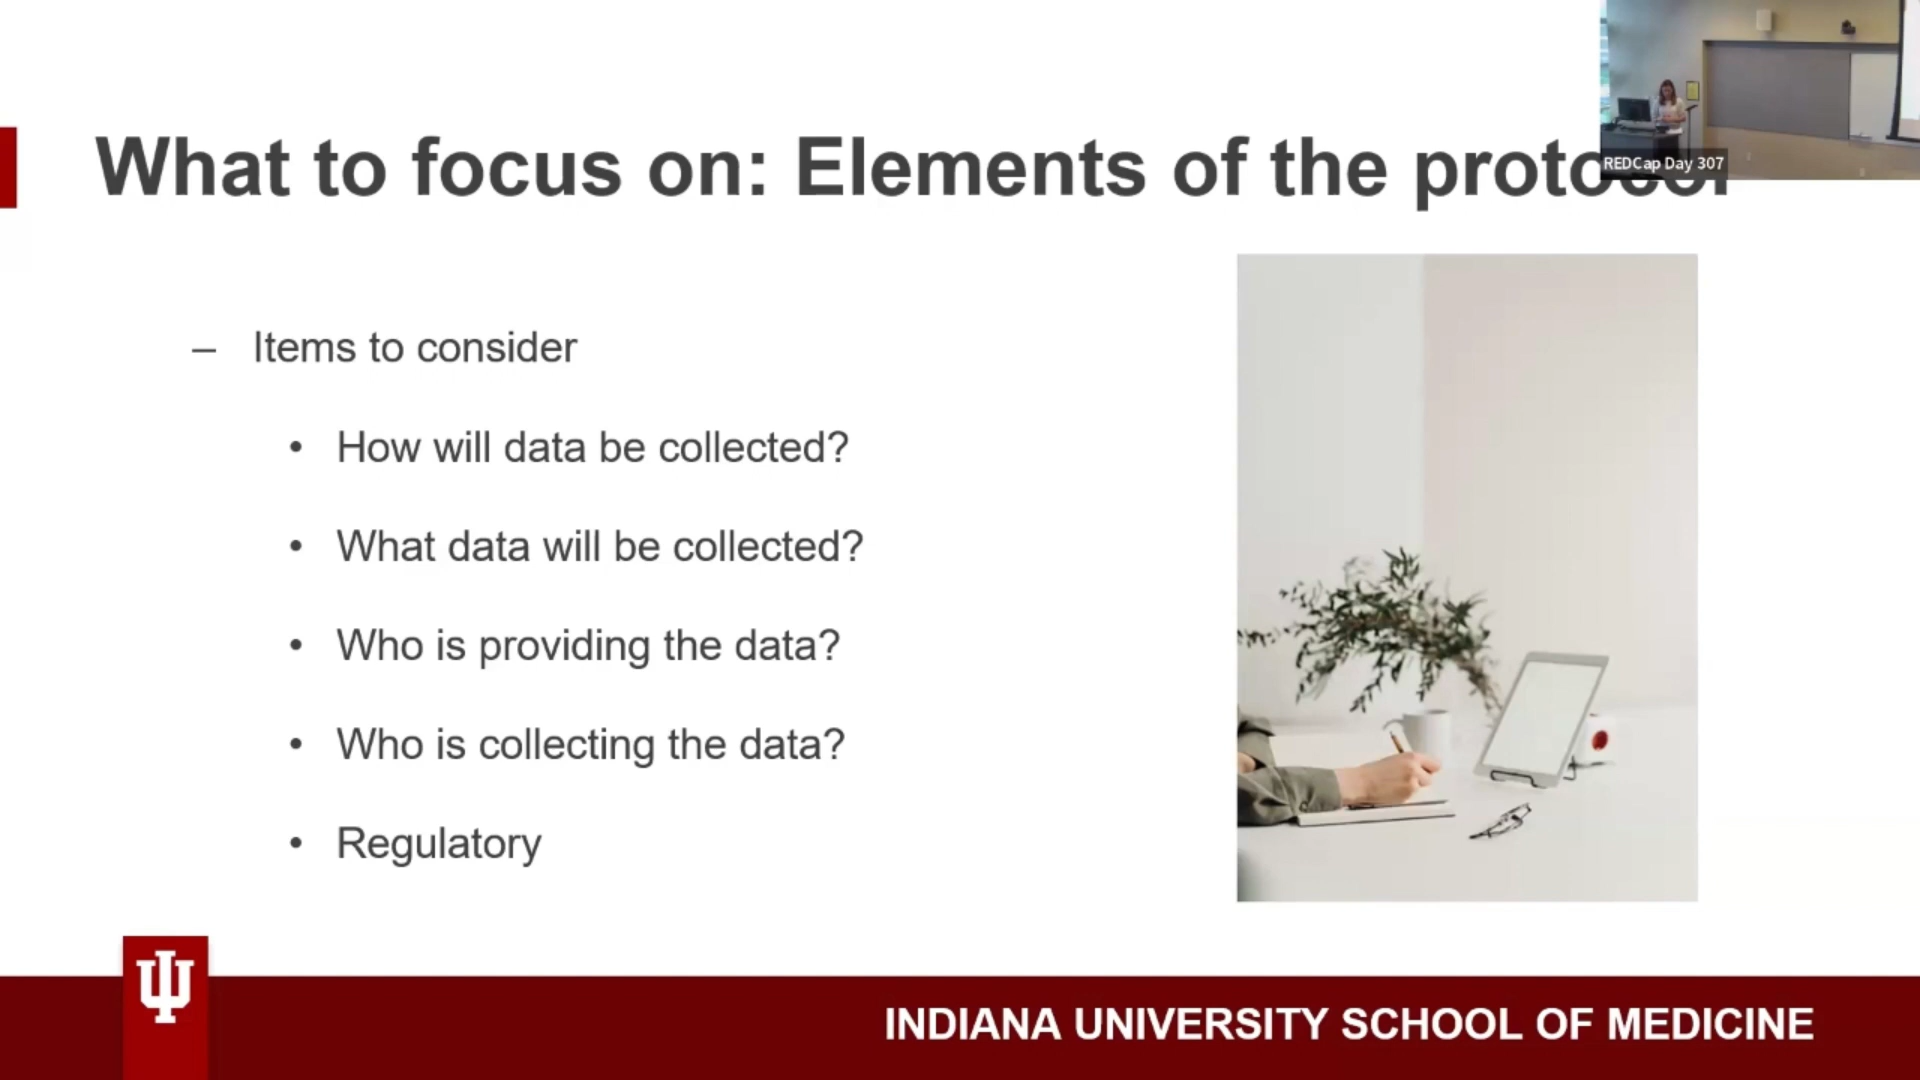 What to focus on: Elements of the protocol
REDCap Day 307
– Items to consider
• How will data be collected?
• What data will be collected?
• Who is providing the data?
• Who is collecting the data?
• Regulatory
INDIANA UNIVERSITY SCHOOL OF MEDICINE